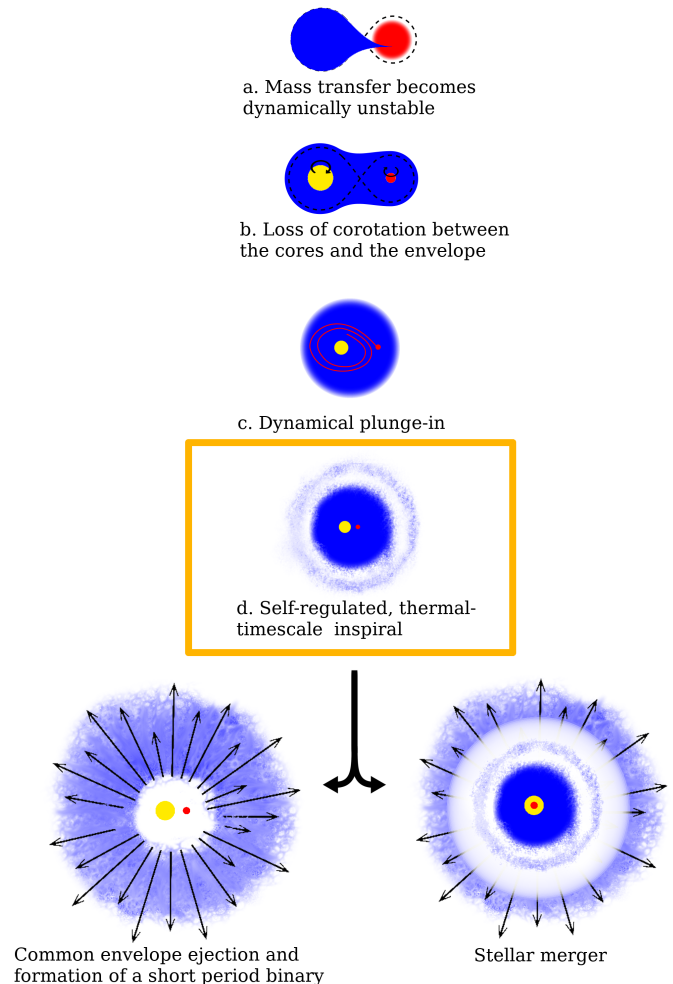 a. Mass transfer becomes
dynamically unstable
b. Loss of corotation between
the cores and the envelope
c. Dynamical plunge-in
d. Self-regulated, thermal-
timescale  inspiral
Common envelope ejection and
formation of a short period binary
Stellar merger